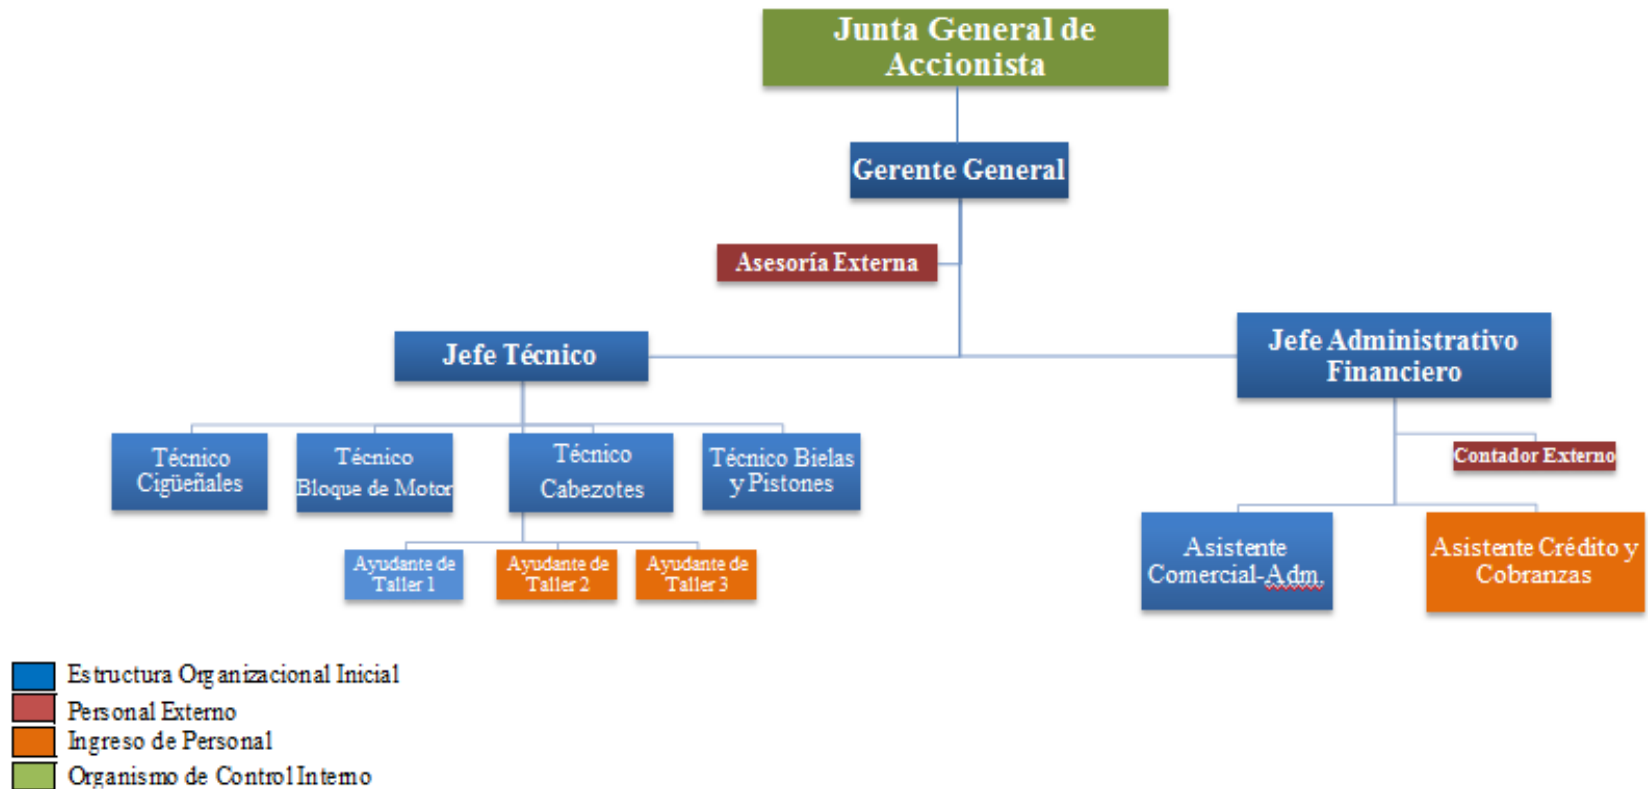 Junta General de
Accionista
Gerente General
Asesoría Externa
Jefe Técnico
Jefe Administrativo
Financiero
Contador Externo
Técnico
Cigüeñales
Técnico
Bloque de Motor
Técnico
Cabezotes
Técnico Bielas
y Pistones
Ayudante de
Taller 1
Ayudante de
Taller 2
Ayudante de
Taller 3
Asistente
Comercial-Adm.
Asistente Crédito y
Cobranzas
Estructura Organizacional Inicial
Personal Externo
Ingreso de Personal
Organismo de Control Interno